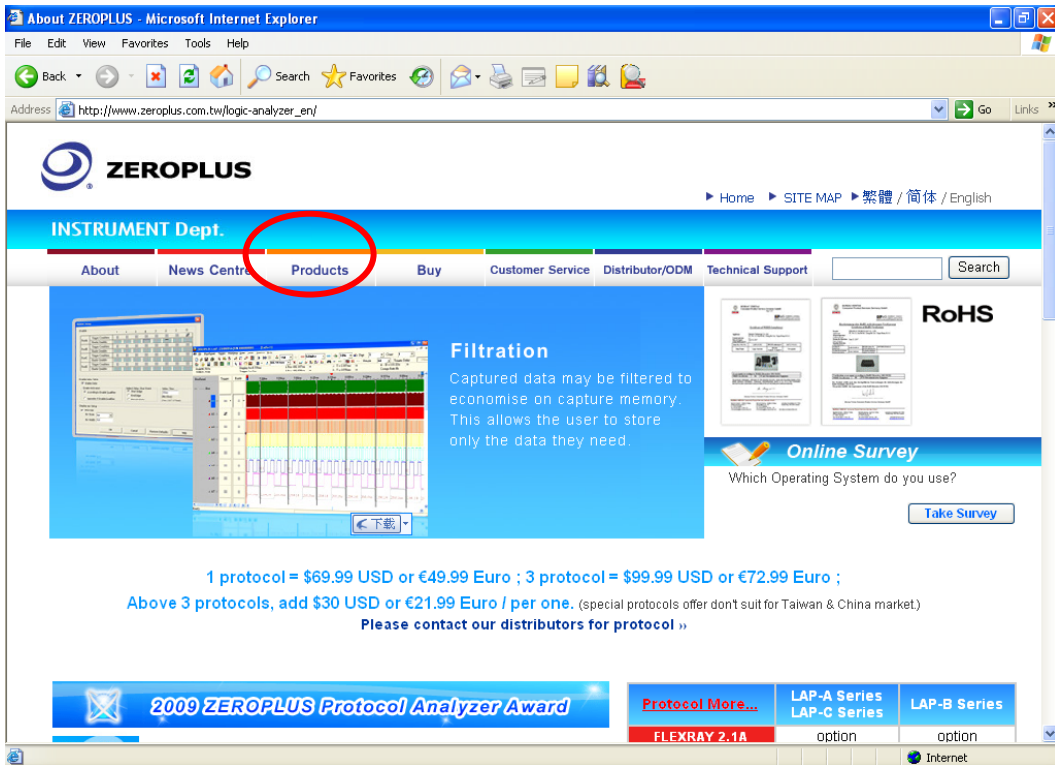 About ZEROPLUS - Microsoft Internet Explorer
File Edit View Favorites Tools Help
Back Search Favorites
Address http://www.zeroplus.com.tw/logic-analyzer_en/ Go Links »
ZEROPLUS
Home SITE MAP 繁體 / 简体 / English
INSTRUMENT Dept.
About News Centre Products Buy Customer Service Distributor/ODM Technical Support Search
RoHS
Filtration
Captured data may be filtered to
economise on capture memory.
This allows the user to store
only the data they need.
下载
Online Survey
Which Operating System do you use?
Take Survey
1 protocol = $69.99 USD or €49.99 Euro ; 3 protocol = $99.99 USD or €72.99 Euro ;
Above 3 protocols, add $30 USD or €21.99 Euro / per one. (special protocols offer don't suit for Taiwan & China market.)
Please contact our distributors for protocol »
2009 ZEROPLUS Protocol Analyzer Award
Protocol More... LAP-A Series LAP-C Series LAP-B Series
FLEXRAY 2.1A option option
Internet